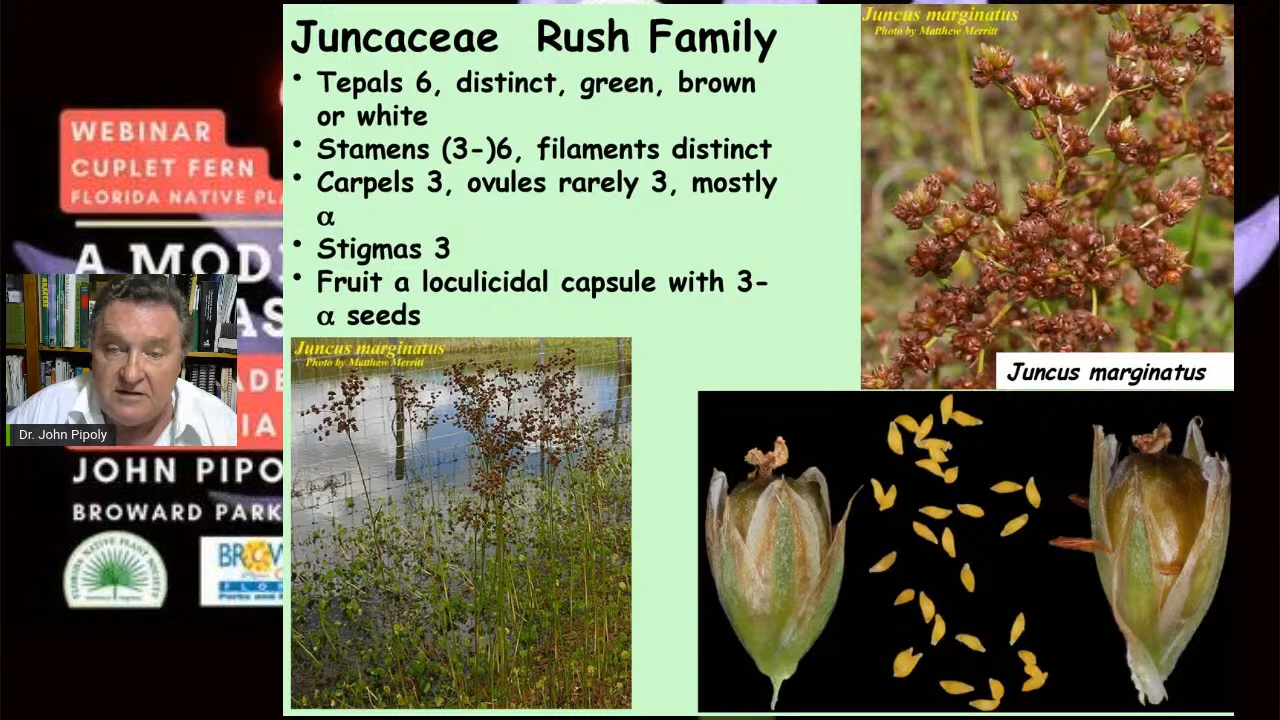 Juncaceae Rush Family
• Tepals 6, distinct, green, brown
or white
• Stamens (3-)6, filaments distinct
• Carpels 3, ovules rarely 3, mostly
α
• Stigmas 3
• Fruit a loculicidal capsule with 3-
α seeds
Juncus marginatus
Photo by Matthew Merritt
Juncus marginatus
Juncus marginatus
Photo by Matthew Merritt
WEBINAR
CUPLET FERN
FLORIDA NATIVE PLA
A MOD
AS
ADE
IA
Dr. John Pipoly
JOHN PIPO
BROWARD PARK
BRO